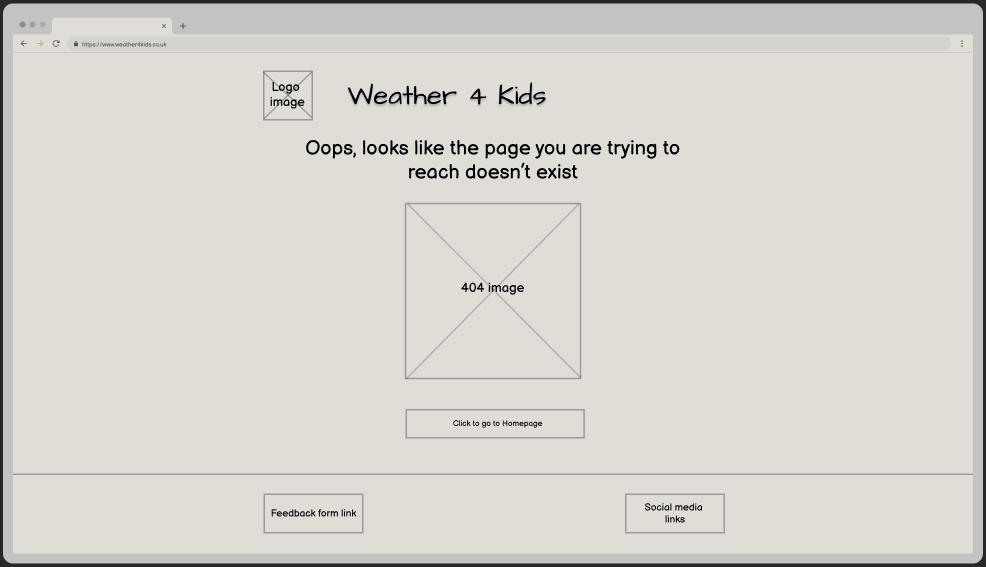 https://www.weather4kids.co.uk
Logo
image
Weather 4 Kids
Oops, looks like the page you are trying to
reach doesn't exist
404 image
Click to go to Homepage
Feedback form link
Social media
links